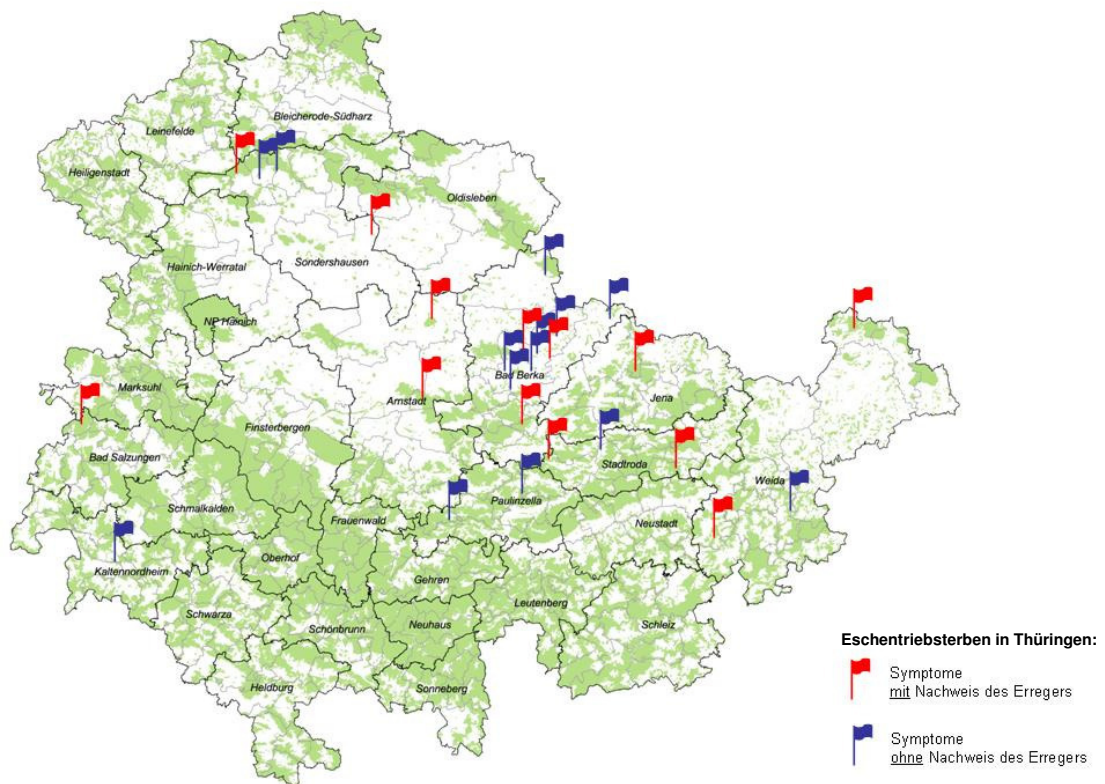 Bleicherode-Südharz
Leinefelde
Heiligenstadt
Oldisleben
Sondershausen
Hainich-Werratal
NP Hainich
Bad Berka
Marksuhl
Arnstadt
Jena
Finsterbergen
Bad Salzungen
Stadtroda
Weida
Paulinzella
Schmalkalden
Frauenwald
Neustadt
Oberhof
Kaltennordheim
Gehren
Leutenberg
Schwarza
Neuhaus
Schleiz
Schönbrunn
Heldburg
Sonneberg
Eschentriebsterben in Thüringen:
Symptome
mit Nachweis des Erregers
Symptome
ohne Nachweis des Erregers